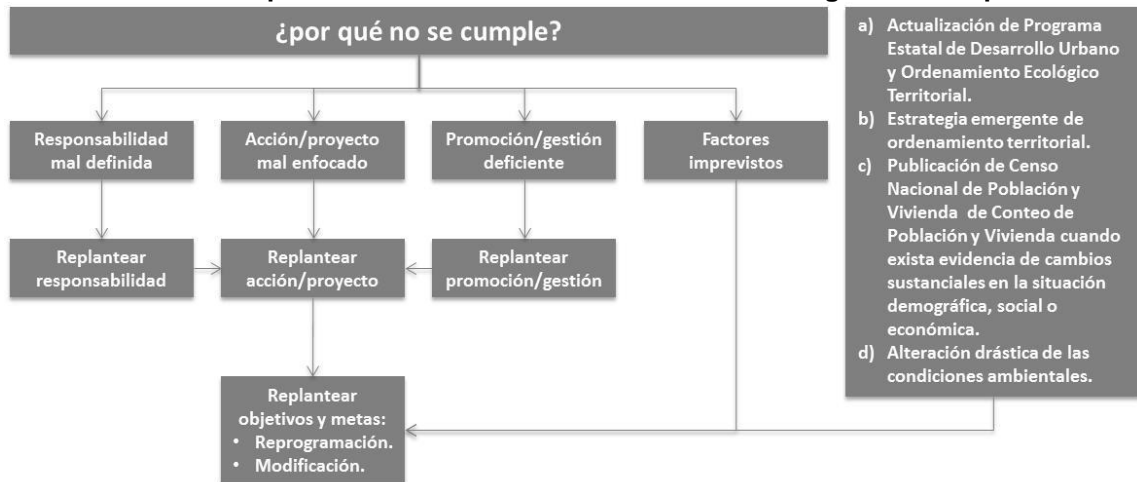 ¿por qué no se cumple?
Responsabilidad
mal definida
Acción/proyecto
mal enfocado
Promoción/gestión
deficiente
Factores
imprevistos
Replantear
responsabilidad
Replantear
acción/proyecto
Replantear
promoción/gestión
Replantear
objetivos y metas:
• Reprogramación.
• Modificación.
a) Actualización de Programa
Estatal de Desarrollo Urbano
y Ordenamiento Ecológico
Territorial.
b) Estrategia emergente de
ordenamiento territorial.
c) Publicación de Censo
Nacional de Población y
Vivienda de Conteo de
Población y Vivienda cuando
exista evidencia de cambios
sustanciales en la situación
demográfica, social o
económica.
d) Alteración drástica de las
condiciones ambientales.